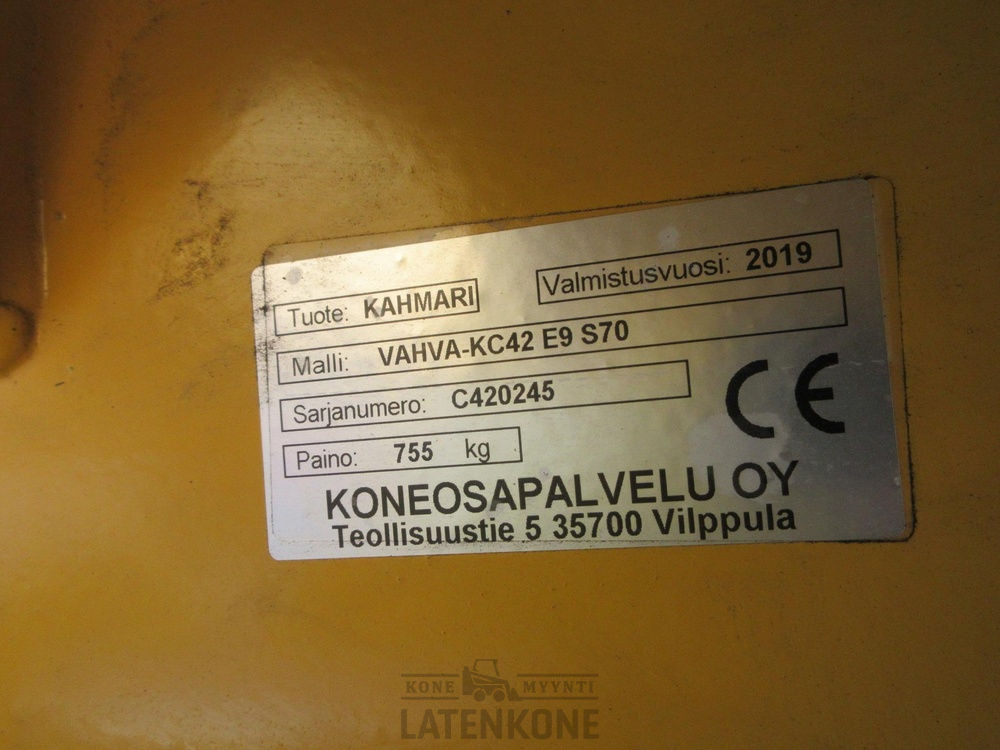 Tuote: KAHMARI
Valmistusvuosi: 2019
Malli: VAHVA-KC42 E9 S70
Sarjanumero: C420245
Paino: 755 kg
CE
KONEOSAPALVELU OY
Teollisuustie 5 35700 Vilppula
KONE MYYNTI
LATENKONE